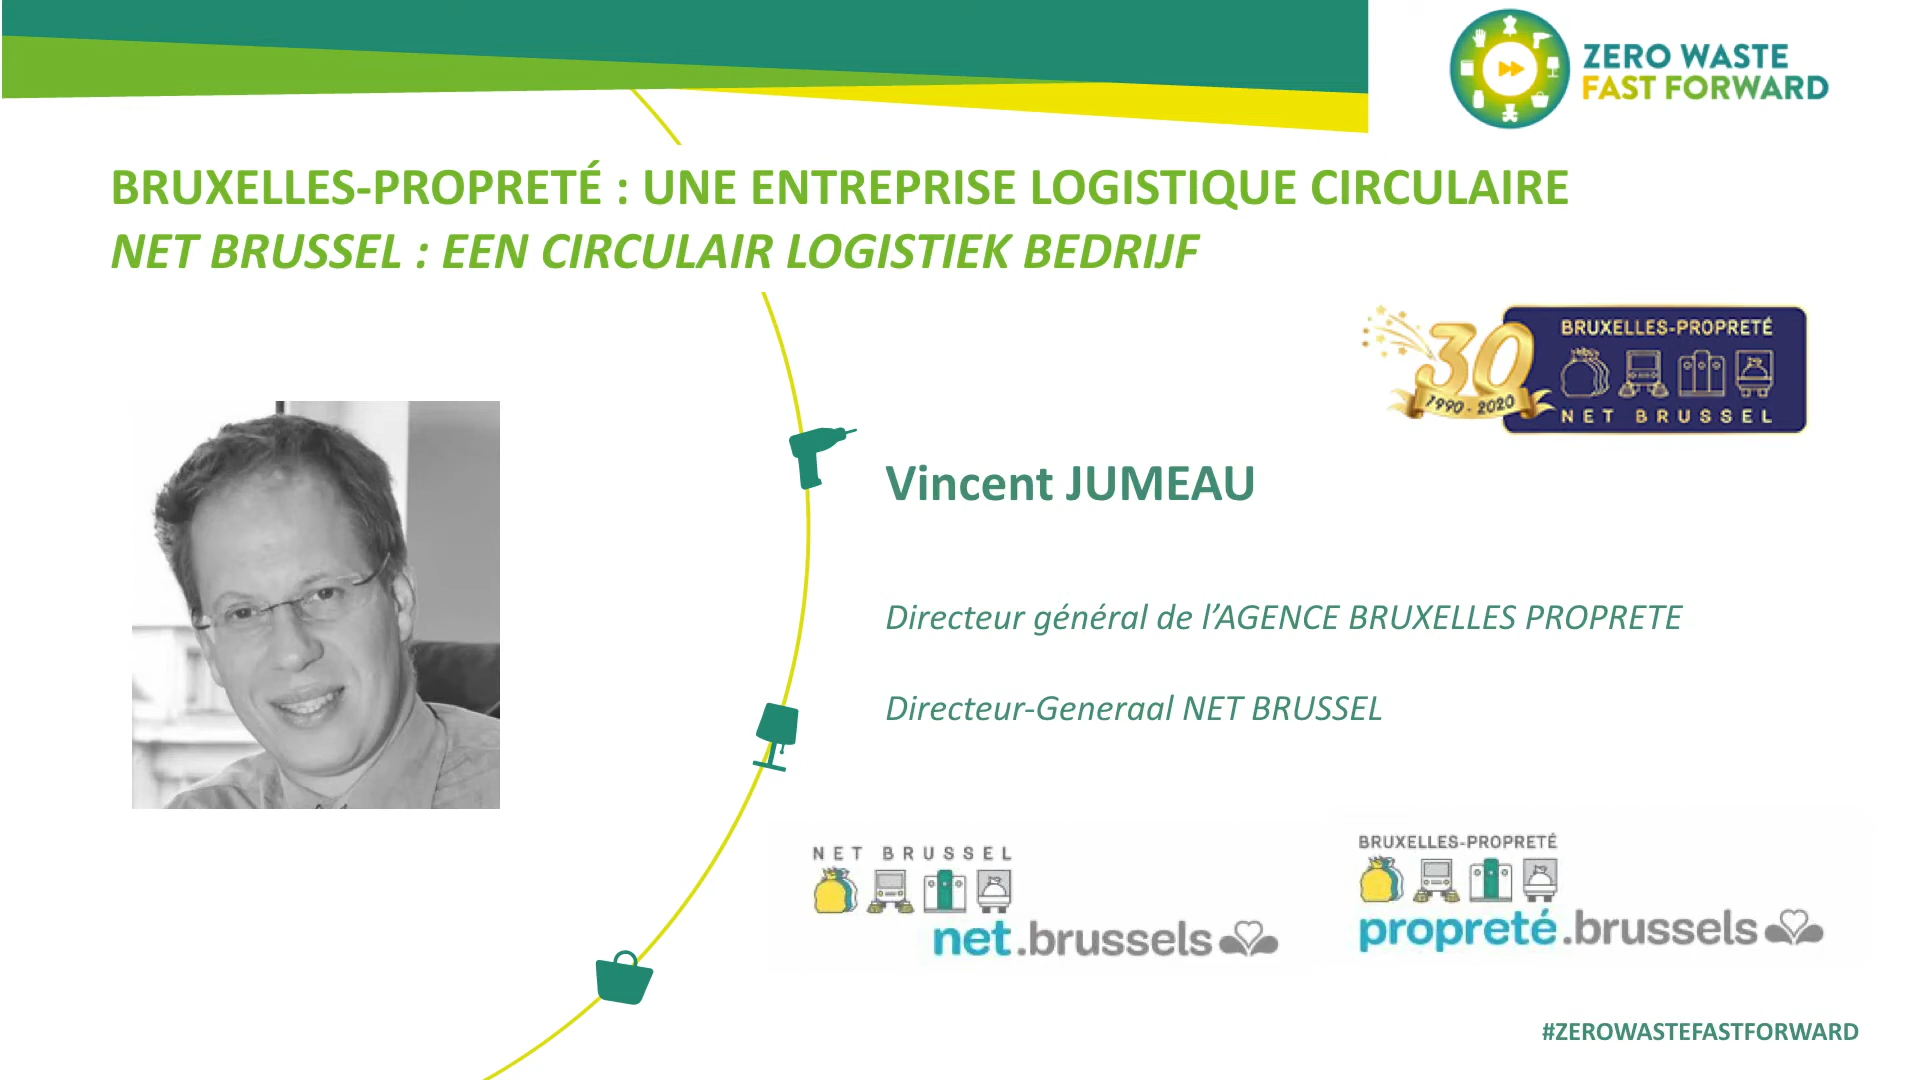 ZERO WASTE
FAST FORWARD
BRUXELLES-PROPRETÉ : UNE ENTREPRISE LOGISTIQUE CIRCULAIRE
NET BRUSSEL : EEN CIRCULAIR LOGISTIEK BEDRIJF
30
1990 - 2020
BRUXELLES-PROPRETÉ
NET BRUSSEL
Vincent JUMEAU
Directeur général de l’AGENCE BRUXELLES PROPRETE
Directeur-Generaal NET BRUSSEL
NET BRUSSEL
net.brussels
BRUXELLES-PROPRETÉ
propreté.brussels
#ZEROWASTEFASTFORWARD